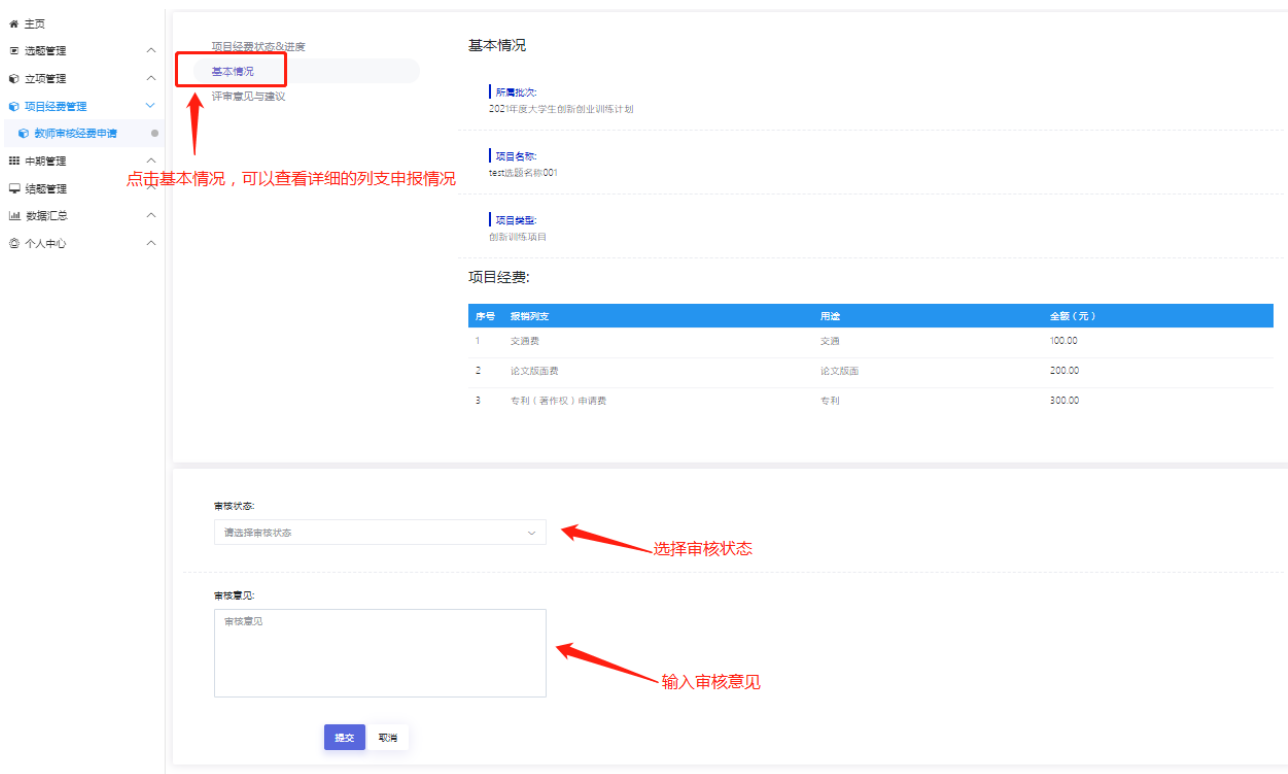 主页
选题管理
立项管理
项目经费管理
教师审核经费申请
中期管理
结题管理
数据汇总
个人中心
项目经费状态&进度
基本情况
评审意见与建议
点击基本情况，可以查看详细的列支申报情况
基本情况
所属批次:
2021年度大学生创新创业训练计划
项目名称:
test选题名称001
项目类型:
创新训练项目
项目经费:
序号 报销列支 用途 金额（元）
1 交通费 交通 100.00
2 论文版面费 论文版面 200.00
3 专利（著作权）申请费 专利 300.00
审核状态:
请选择审核状态
选择审核状态
审核意见:
审核意见
输入审核意见
提交 取消